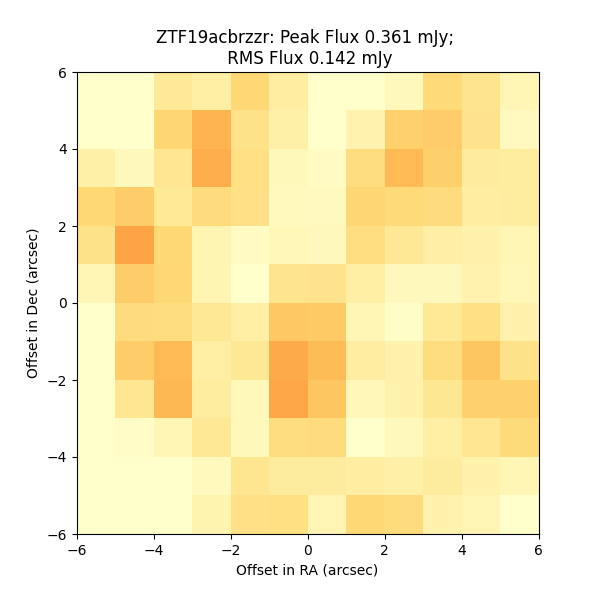 ZTF19acbrzzr: Peak Flux 0.361 mJy;
RMS Flux 0.142 mJy
6
4
2
0
−2
−4
−6
Offset in Dec (arcsec)
−6 −4 −2 0 2 4 6
Offset in RA (arcsec)